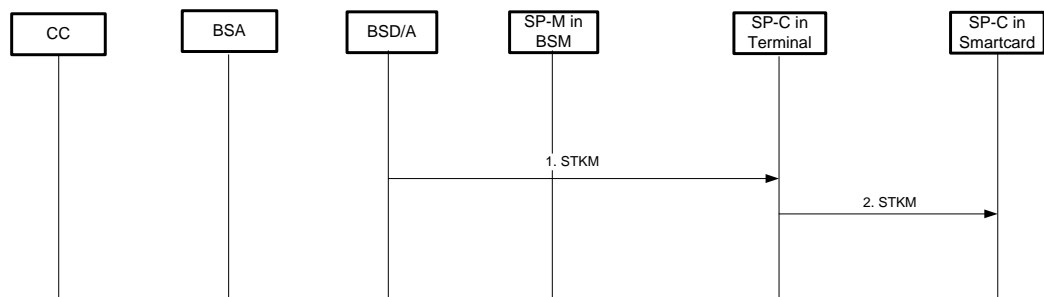 CC
BSA
BSD/A
SP-M in
BSM
SP-C in
Terminal
SP-C in
Smartcard
1. STKM
2. STKM